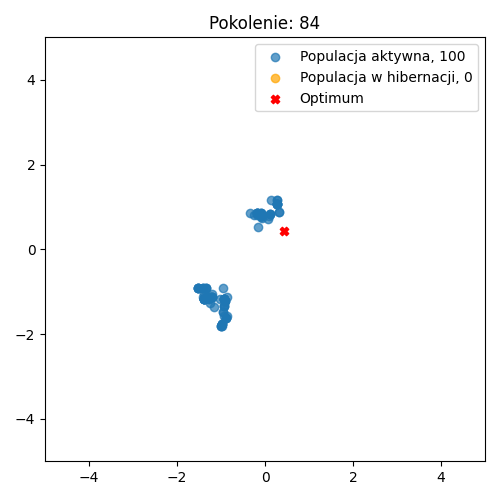 Pokolenie: 84
Populacja aktywna, 100
Populacja w hibernacji, 0
Optimum
4
2
0
−2
−4
−4 −2 0 2 4